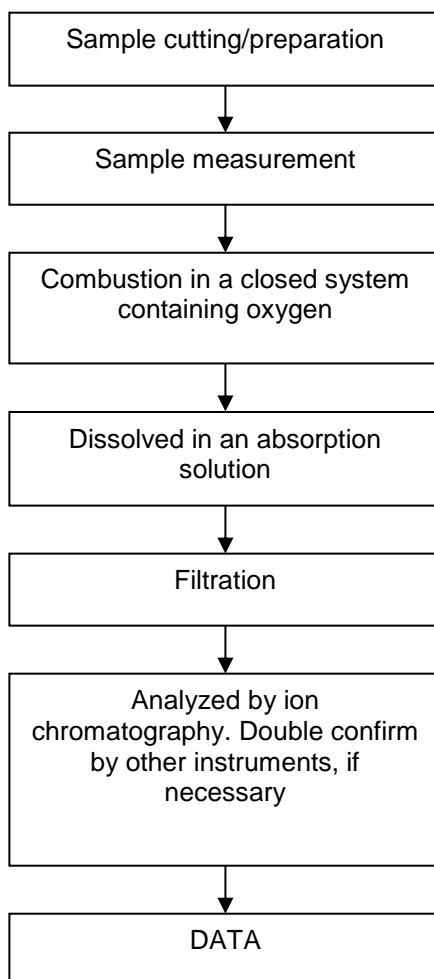 Sample cutting/preparation
Sample measurement
Combustion in a closed system
containing oxygen
Dissolved in an absorption
solution
Filtration
Analyzed by ion
chromatography. Double confirm
by other instruments, if
necessary
DATA